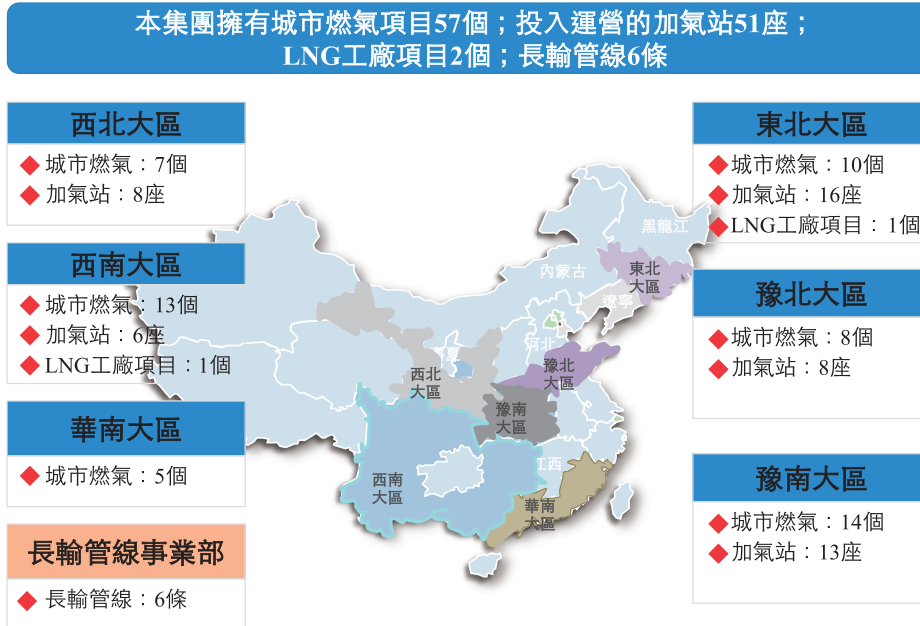 本集團擁有城市燃氣項目57個；投入運營的加氣站51座；
LNG工廠項目2個；長輸管線6條
西北大區
城市燃氣：7個
加氣站：8座
西南大區
城市燃氣：13個
加氣站：6座
LNG工廠項目：1個
華南大區
城市燃氣：5個
長輸管線事業部
長輸管線：6條
東北大區
城市燃氣：10個
加氣站：16座
LNG工廠項目：1個
豫北大區
城市燃氣：8個
加氣站：8座
豫南大區
城市燃氣：14個
加氣站：13座
黑龍江
內蒙古
東北
大區
遼寧
河北
豫北
大區
西北
大區
豫南
大區
江西
西南
大區
華南
大區